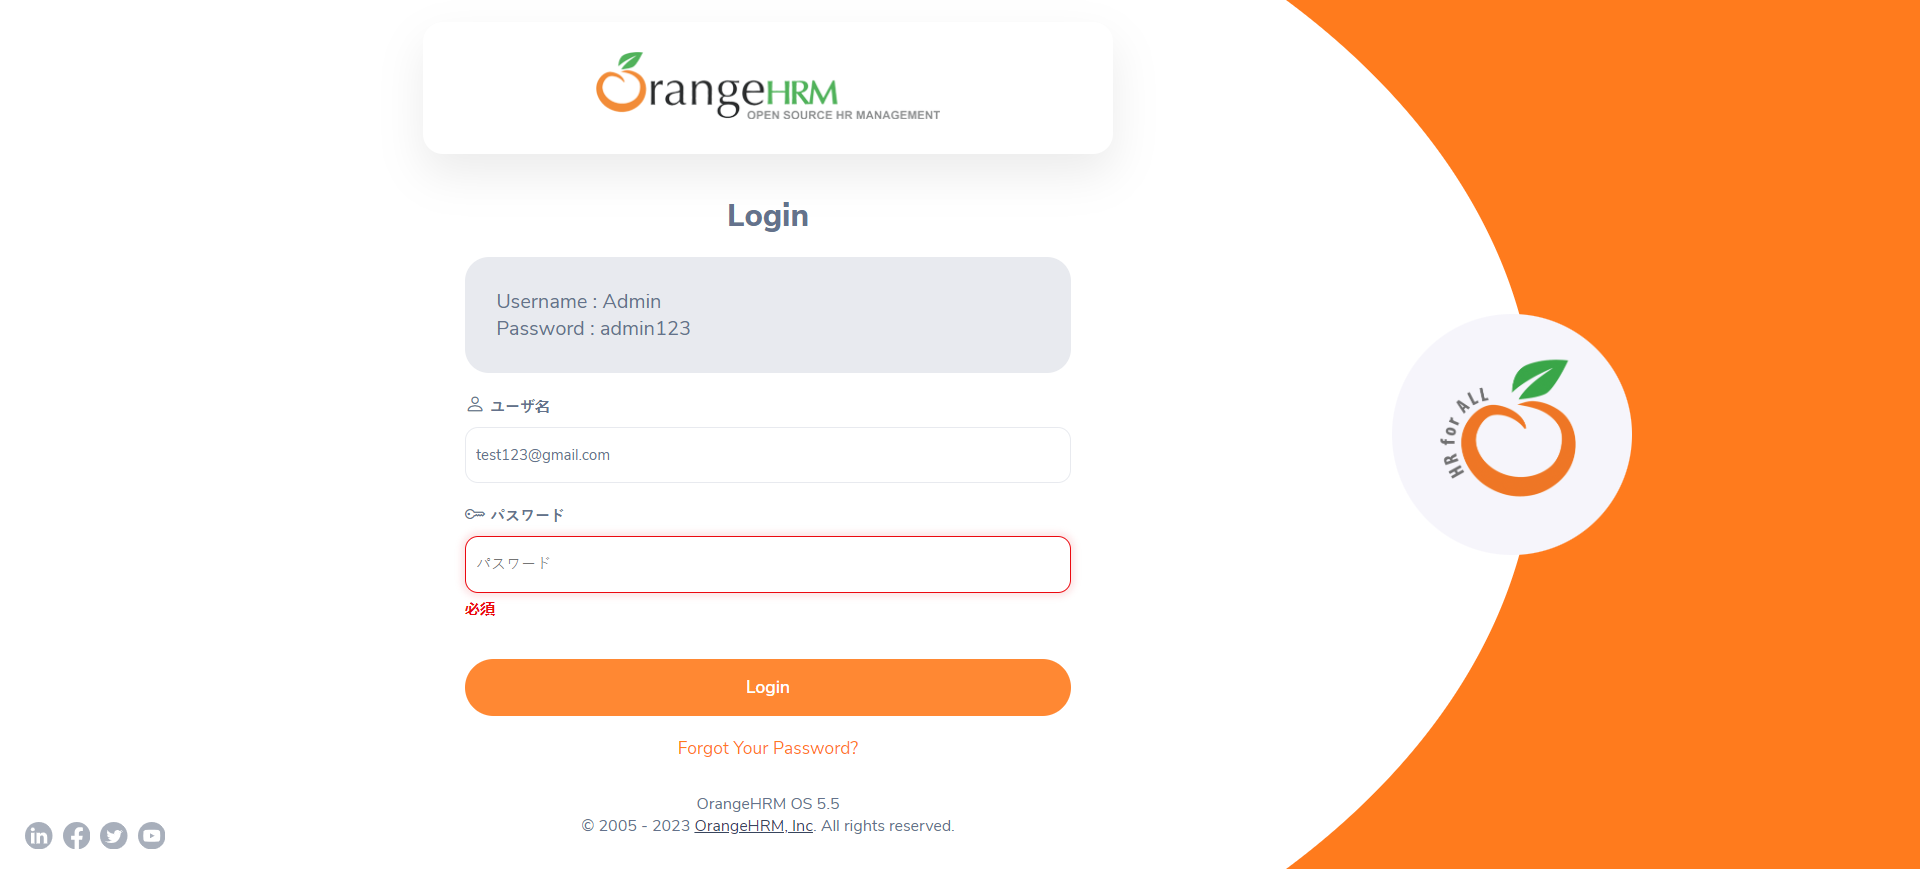 OrangeHRM
OPEN SOURCE HR MANAGEMENT
Login
Username : Admin
Password : admin123
ユーザ名
test123@gmail.com
パスワード
パスワード
必須
Login
Forgot Your Password?
OrangeHRM OS 5.5
© 2005 - 2023 OrangeHRM, Inc. All rights reserved.
HR for ALL